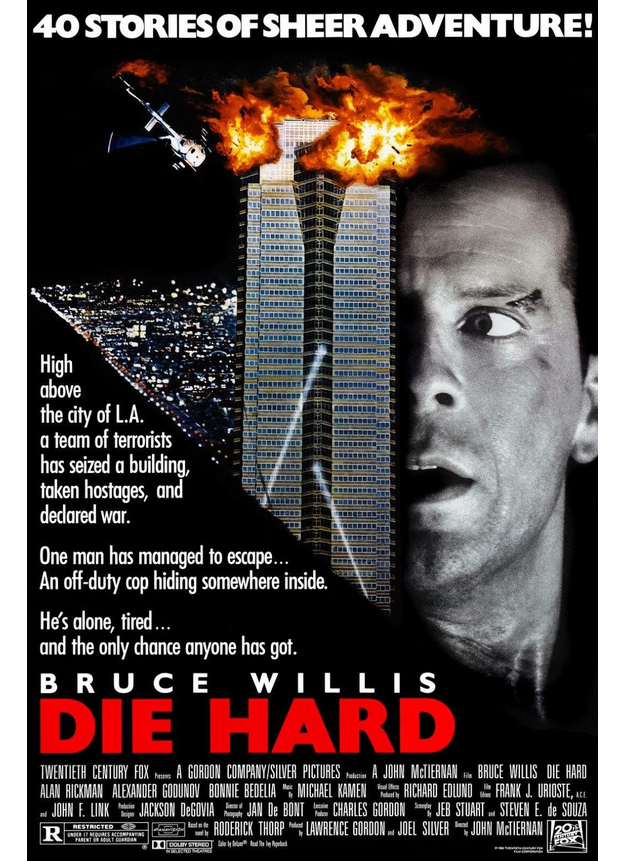 40 STORIES OF SHEER ADVENTURE!
High
above
the city of L.A.
a team of terrorists
has seized a building,
taken hostages, and
declared war.
One man has managed to escape...
An off-duty cop hiding somewhere inside.
He's alone, tired...
and the only chance anyone has got.
BRUCE WILLIS
DIE HARD
TWENTIETH CENTURY FOX Presents A GORDON COMPANY/SILVER PICTURES Production A JOHN McTIERNAN Film BRUCE WILLIS DIE HARD
ALAN RICKMAN ALEXANDER GODUNOV BONNIE BEDELIA Music By MICHAEL KAMEN Visual Effects Produced by RICHARD EDLUND Film Editors FRANK J. URIOSTE, A.C.E.
and JOHN F. LINK Production Designer JACKSON DeGOVIA Director of Photography JAN De BONT Executive Producer CHARLES GORDON Screenplay By JEB STUART and STEVEN E. de SOUZA
R RESTRICTED UNDER 17 REQUIRES ACCOMPANYING PARENT OR ADULT GUARDIAN PANAVISION DOLBY STEREO IN SELECTED THEATRES Based on the novel by RODERICK THORP Produced by LAWRENCE GORDON and JOEL SILVER Directed by JOHN McTIERNAN
Color by DeLuxe® Read The Ivy Paperback
20th CENTURY FOX